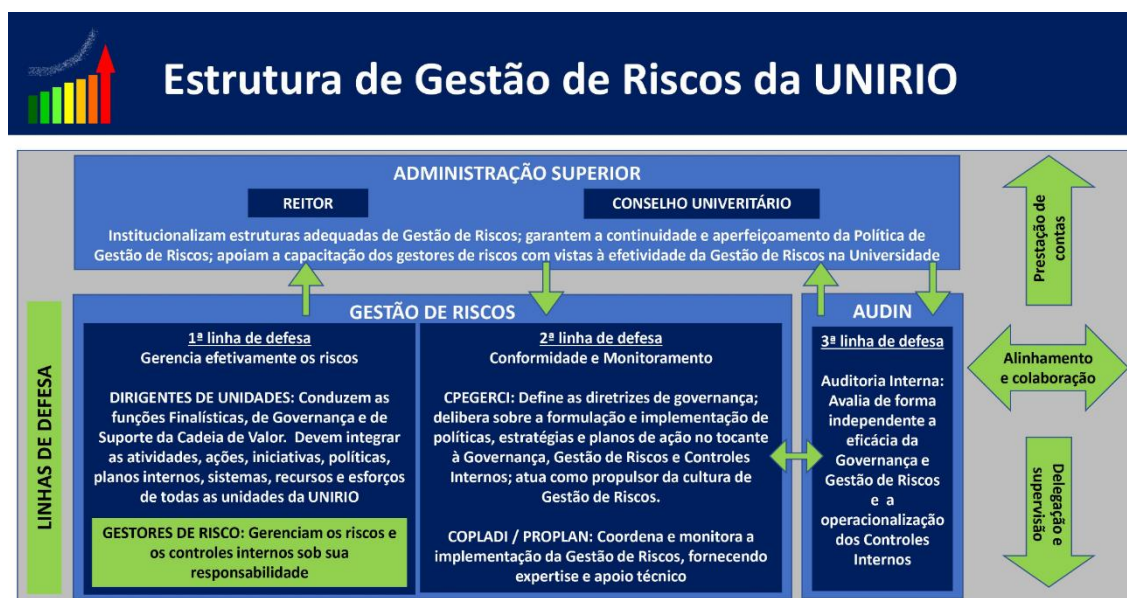 Estrutura de Gestão de Riscos da UNIRIO
ADMINISTRAÇÃO SUPERIOR
REITOR
CONSELHO UNIVERITÁRIO
Institucionalizam estruturas adequadas de Gestão de Riscos; garantem a continuidade e aperfeiçoamento da Política de
Gestão de Riscos; apoiam a capacitação dos gestores de riscos com vistas à efetividade da Gestão de Riscos na Universidade
LINHAS DE DEFESA
GESTÃO DE RISCOS
1ª linha de defesa
Gerencia efetivamente os riscos
DIRIGENTES DE UNIDADES: Conduzem as
funções Finalísticas, de Governança e de
Suporte da Cadeia de Valor. Devem integrar
as atividades, ações, iniciativas, políticas,
planos internos, sistemas, recursos e esforços
de todas as unidades da UNIRIO
GESTORES DE RISCO: Gerenciam os riscos e
os controles internos sob sua
responsabilidade
2ª linha de defesa
Conformidade e Monitoramento
CPEGERCI: Define as diretrizes de governança;
delibera sobre a formulação e implementação de
políticas, estratégias e planos de ação no tocante
à Governança, Gestão de Riscos e Controles
Internos; atua como propulsor da cultura de
Gestão de Riscos.
COPLADI / PROPLAN: Coordena e monitora a
implementação da Gestão de Riscos, fornecendo
expertise e apoio técnico
AUDIN
3ª linha de defesa
Auditoria Interna:
Avalia de forma
independente a
eficácia da
Governança e
Gestão de Riscos
e a
operacionalização
dos Controles
Internos
Prestação de
contas
Alinhamento
e colaboração
Delegação e
supervisão